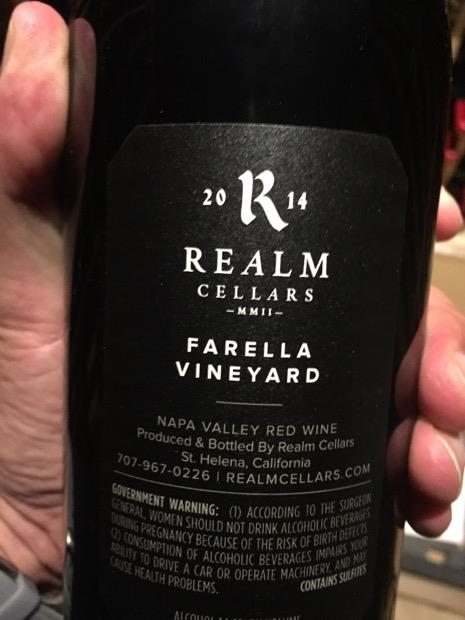 20 R 14
REALM
CELLARS
-MMII-
FARELLA
VINEYARD
NAPA VALLEY RED WINE
Produced & Bottled By Realm Cellars
St. Helena, California
707-967-0226 | REALMCELLARS.COM
GOVERNMENT WARNING: (1) ACCORDING TO THE SURGEON
GENERAL, WOMEN SHOULD NOT DRINK ALCOHOLIC BEVERAGES
DURING PREGNANCY BECAUSE OF THE RISK OF BIRTH DEFECTS.
(2) CONSUMPTION OF ALCOHOLIC BEVERAGES IMPAIRS YOUR
ABILITY TO DRIVE A CAR OR OPERATE MACHINERY, AND MAY
CAUSE HEALTH PROBLEMS. CONTAINS SULFITES